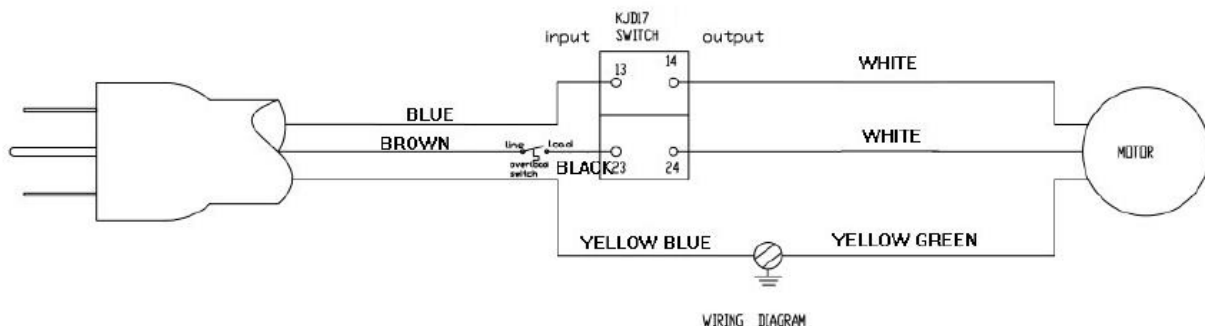 KJD17
SWITCH
input
output
13
14
WHITE
BLUE
BROWN
line
load
overload
switch
BLACK
23
24
WHITE
MOTOR
YELLOW BLUE
YELLOW GREEN
WIRING DIAGRAM